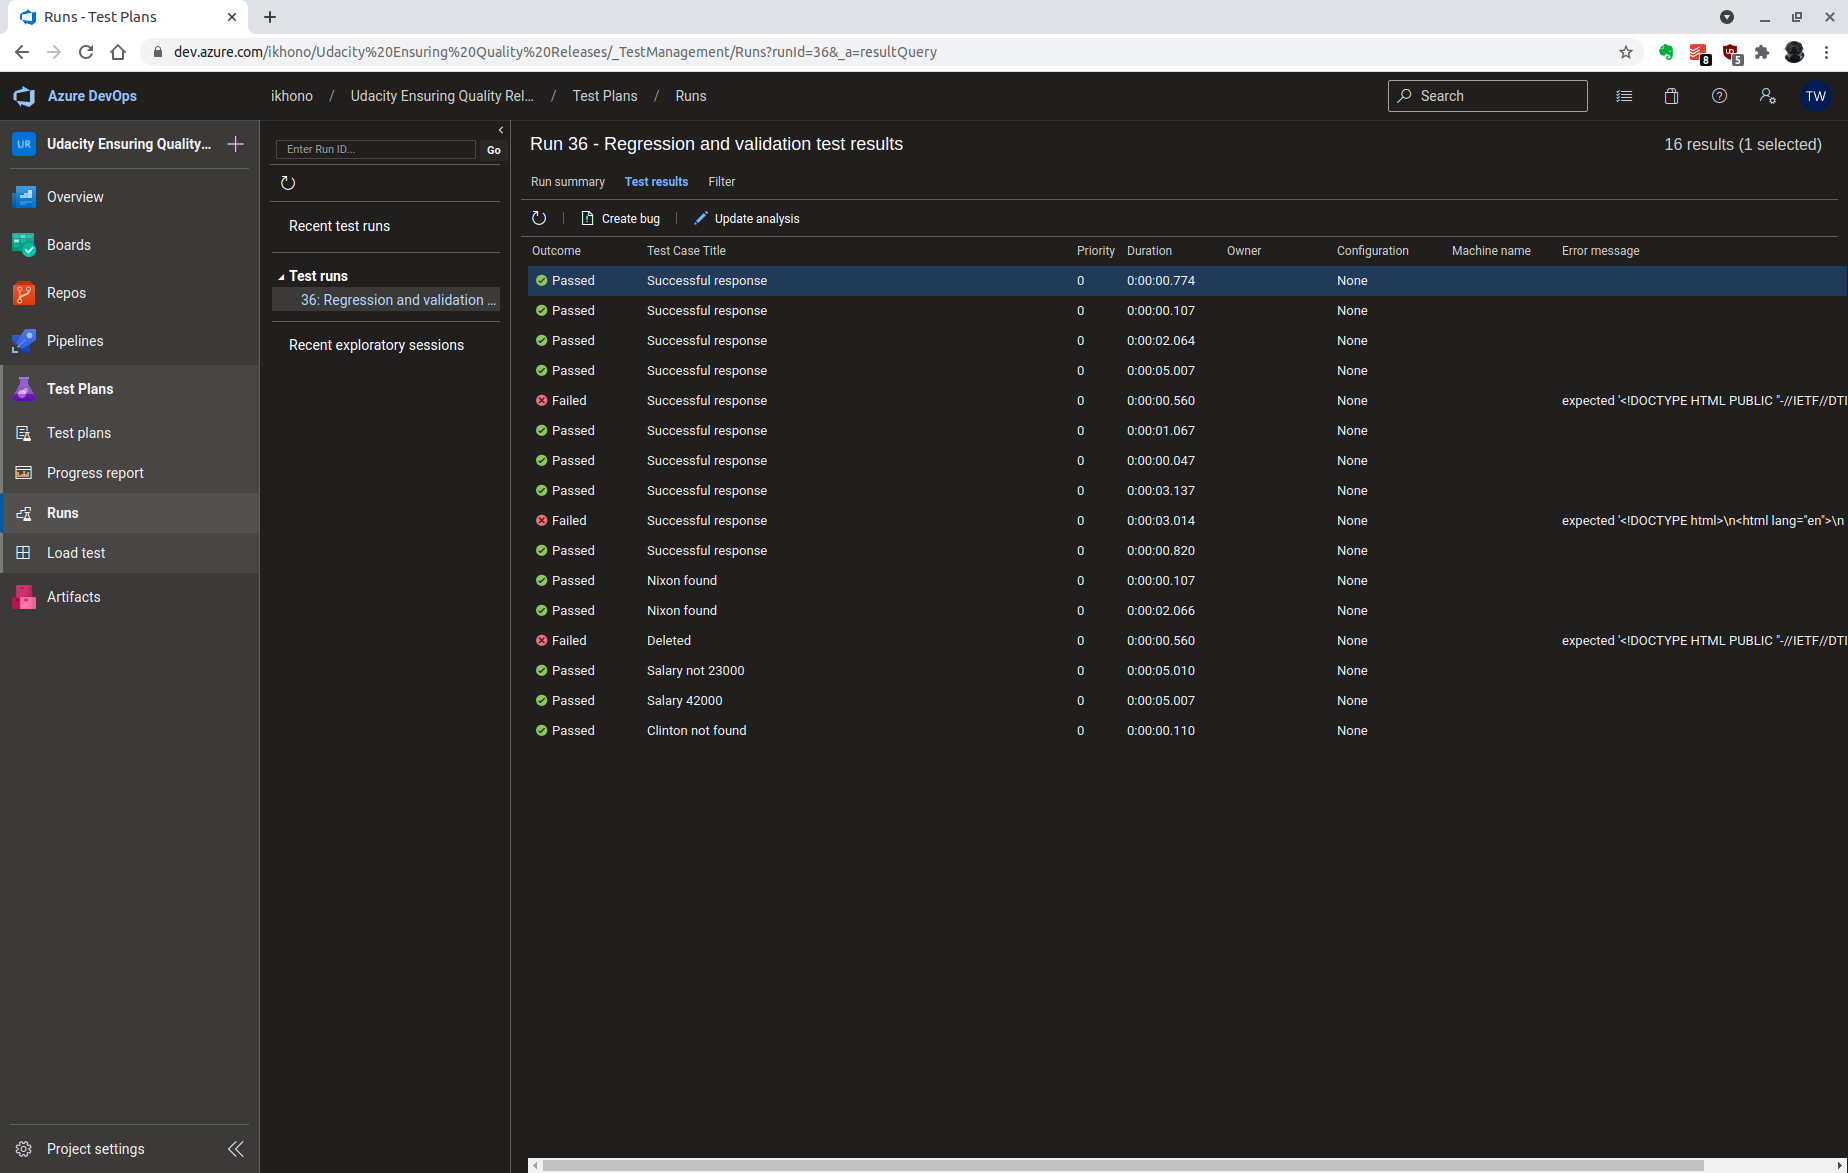 Runs - Test Plans
dev.azure.com/ikhono/Udacity%20Ensuring%20Quality%20Releases/_TestManagement/Runs?runId=36&_a=resultQuery
8
5
Azure DevOps
ikhono / Udacity Ensuring Quality Rel... / Test Plans / Runs
Search
TW
UR Udacity Ensuring Quality...
Overview
Boards
Repos
Pipelines
Test Plans
Test plans
Progress report
Runs
Load test
Artifacts
Project settings
Enter Run ID... Go
Recent test runs
Test runs
36: Regression and validation ...
Recent exploratory sessions
Run 36 - Regression and validation test results
16 results (1 selected)
Run summary Test results Filter
Create bug Update analysis
Outcome Test Case Title Priority Duration Owner Configuration Machine name Error message
Passed Successful response 0 0:00:00.774 None
Passed Successful response 0 0:00:00.107 None
Passed Successful response 0 0:00:02.064 None
Passed Successful response 0 0:00:05.007 None
Failed Successful response 0 0:00:00.560 None expected '<!DOCTYPE HTML PUBLIC "-//IETF//DTD
Passed Successful response 0 0:00:01.067 None
Passed Successful response 0 0:00:00.047 None
Passed Successful response 0 0:00:03.137 None
Failed Successful response 0 0:00:03.014 None expected '<!DOCTYPE html>\n<html lang="en">\n
Passed Successful response 0 0:00:00.820 None
Passed Nixon found 0 0:00:00.107 None
Passed Nixon found 0 0:00:02.066 None
Failed Deleted 0 0:00:00.560 None expected '<!DOCTYPE HTML PUBLIC "-//IETF//DTD
Passed Salary not 23000 0 0:00:05.010 None
Passed Salary 42000 0 0:00:05.007 None
Passed Clinton not found 0 0:00:00.110 None